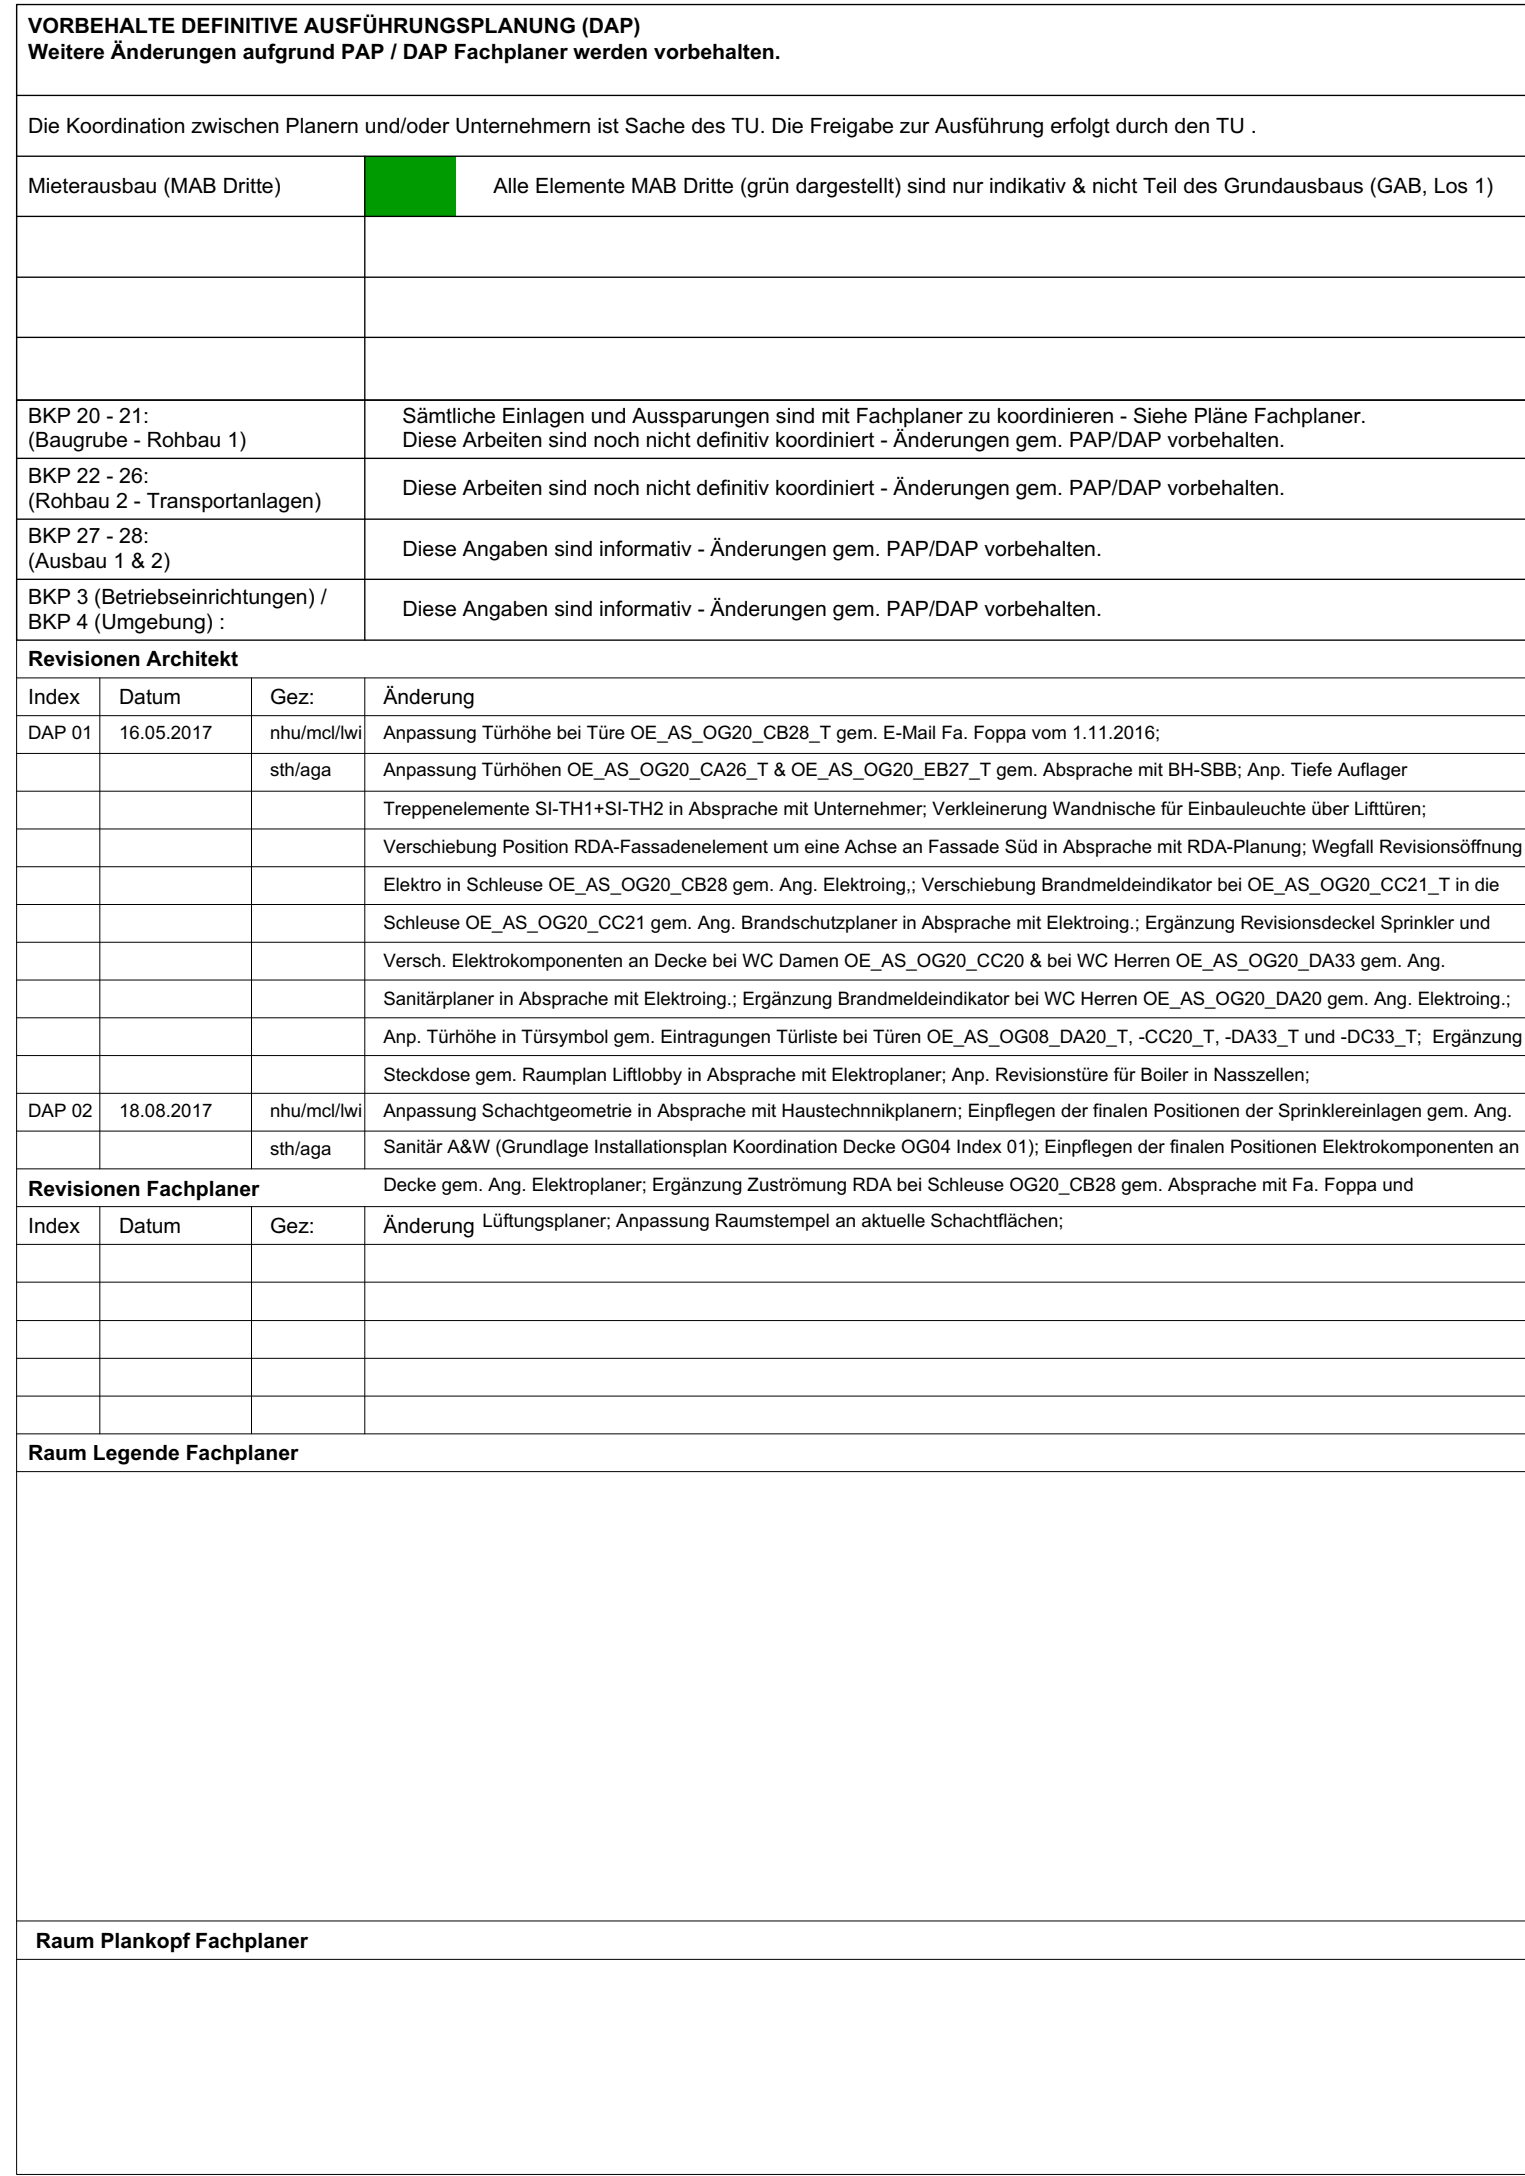 VORBEHALTE DEFINITIVE AUSFÜHRUNGSPLANUNG (DAP)
Weitere Änderungen aufgrund PAP / DAP Fachplaner werden vorbehalten.
Die Koordination zwischen Planern und/oder Unternehmern ist Sache des TU. Die Freigabe zur Ausführung erfolgt durch den TU .
Mieterausbau (MAB Dritte) Alle Elemente MAB Dritte (grün dargestellt) sind nur indikativ & nicht Teil des Grundausbaus (GAB, Los 1)
BKP 20 - 21: Sämtliche Einlagen und Aussparungen sind mit Fachplaner zu koordinieren - Siehe Pläne Fachplaner.
(Baugrube - Rohbau 1) Diese Arbeiten sind noch nicht definitiv koordiniert - Änderungen gem. PAP/DAP vorbehalten.
BKP 22 - 26:
(Rohbau 2 - Transportanlagen) Diese Arbeiten sind noch nicht definitiv koordiniert - Änderungen gem. PAP/DAP vorbehalten.
BKP 27 - 28:
(Ausbau 1 & 2) Diese Angaben sind informativ - Änderungen gem. PAP/DAP vorbehalten.
BKP 3 (Betriebseinrichtungen) /
BKP 4 (Umgebung) : Diese Angaben sind informativ - Änderungen gem. PAP/DAP vorbehalten.
Revisionen Architekt
Index Datum Gez: Änderung
DAP 01 16.05.2017 nhu/mcl/lwi Anpassung Türhöhe bei Türe OE_AS_OG20_CB28_T gem. E-Mail Fa. Foppa vom 1.11.2016;
sth/aga Anpassung Türhöhen OE_AS_OG20_CA26_T & OE_AS_OG20_EB27_T gem. Absprache mit BH-SBB; Anp. Tiefe Auflager
Treppenelemente SI-TH1+SI-TH2 in Absprache mit Unternehmer; Verkleinerung Wandnische für Einbauleuchte über Lifttüren;
Verschiebung Position RDA-Fassadenelement um eine Achse an Fassade Süd in Absprache mit RDA-Planung; Wegfall Revisionsöffnung
Elektro in Schleuse OE_AS_OG20_CB28 gem. Ang. Elektroing,; Verschiebung Brandmeldeindikator bei OE_AS_OG20_CC21_T in die
Schleuse OE_AS_OG20_CC21 gem. Ang. Brandschutzplaner in Absprache mit Elektroing.; Ergänzung Revisionsdeckel Sprinkler und
Versch. Elektrokomponenten an Decke bei WC Damen OE_AS_OG20_CC20 & bei WC Herren OE_AS_OG20_DA33 gem. Ang.
Sanitärplaner in Absprache mit Elektroing.; Ergänzung Brandmeldeindikator bei WC Herren OE_AS_OG20_DA20 gem. Ang. Elektroing.;
Anp. Türhöhe in Türsymbol gem. Eintragungen Türliste bei Türen OE_AS_OG08_DA20_T, -CC20_T, -DA33_T und -DC33_T; Ergänzung
Steckdose gem. Raumplan Liftlobby in Absprache mit Elektroplaner; Anp. Revisionstüre für Boiler in Nasszellen;
DAP 02 18.08.2017 nhu/mcl/lwi Anpassung Schachtgeometrie in Absprache mit Haustechnnikplanern; Einpflegen der finalen Positionen der Sprinklereinlagen gem. Ang.
sth/aga Sanitär A&W (Grundlage Installationsplan Koordination Decke OG04 Index 01); Einpflegen der finalen Positionen Elektrokomponenten an
Revisionen Fachplaner Decke gem. Ang. Elektroplaner; Ergänzung Zuströmung RDA bei Schleuse OG20_CB28 gem. Absprache mit Fa. Foppa und
Index Datum Gez: Änderung Lüftungsplaner; Anpassung Raumstempel an aktuelle Schachtflächen;
Raum Legende Fachplaner
Raum Plankopf Fachplaner